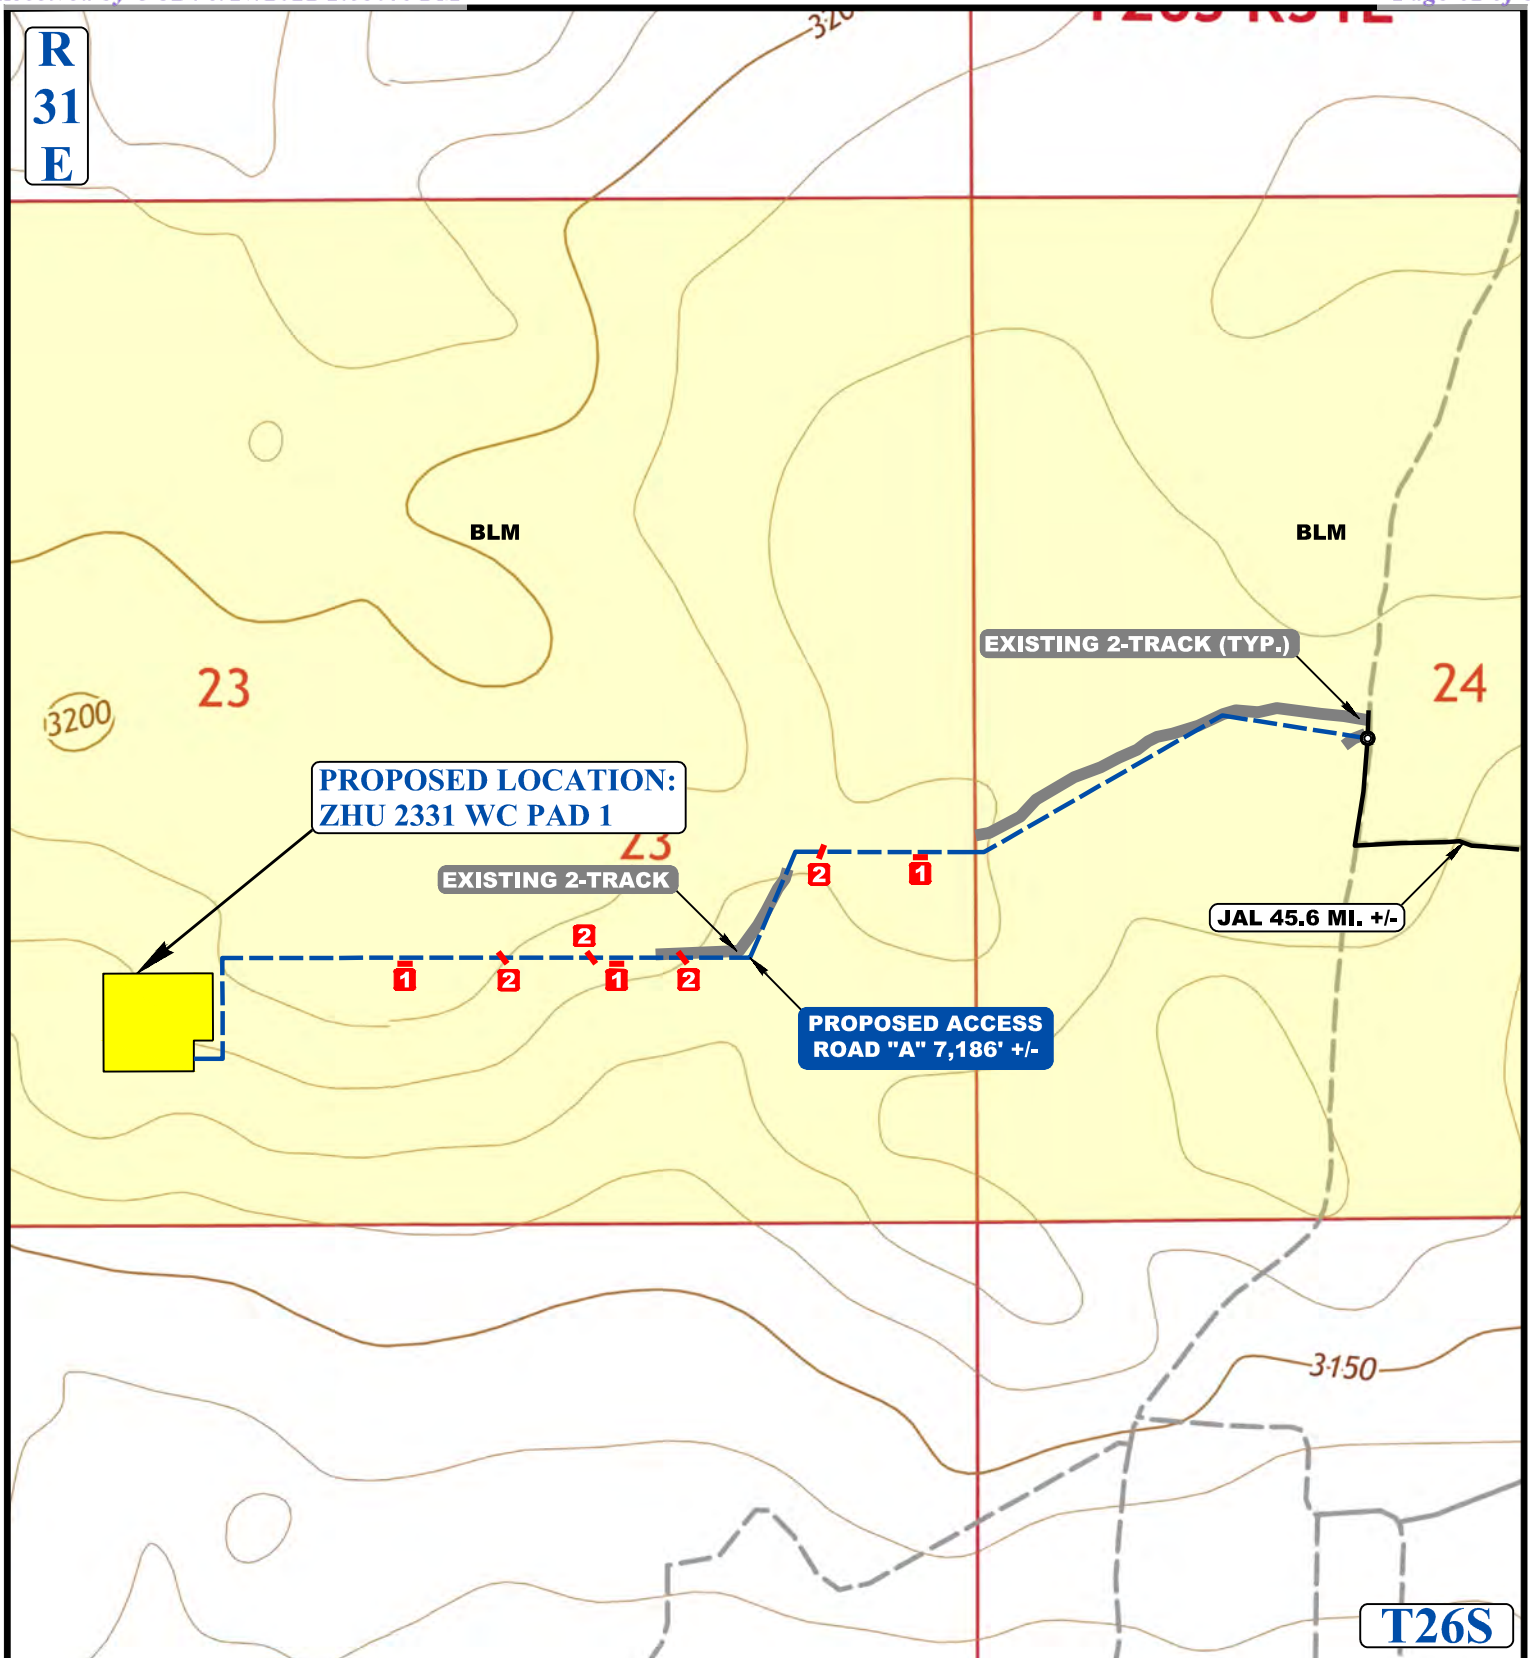 R
31
E
320
BLM
BLM
EXISTING 2-TRACK (TYP.)
23
24
3200
PROPOSED LOCATION:
ZHU 2331 WC PAD 1
23
EXISTING 2-TRACK
2
1
JAL 45.6 MI. +/-
2
1
2
1
2
PROPOSED ACCESS
ROAD "A" 7,186' +/-
3150
T26S